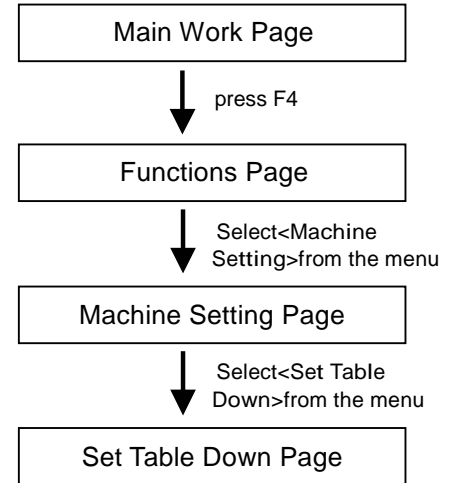 Main Work Page
press F4
Functions Page
Select<Machine
Setting>from the menu
Machine Setting Page
Select<Set Table
Down>from the menu
Set Table Down Page